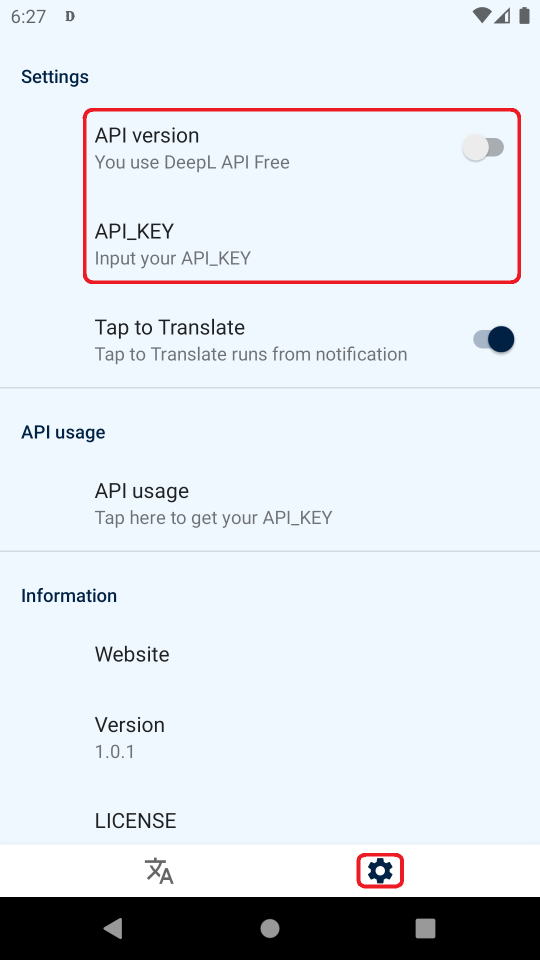 6:27 D
Settings
API version
You use DeepL API Free
API_KEY
Input your API_KEY
Tap to Translate
Tap to Translate runs from notification
API usage
API usage
Tap here to get your API_KEY
Information
Website
Version
1.0.1
LICENSE